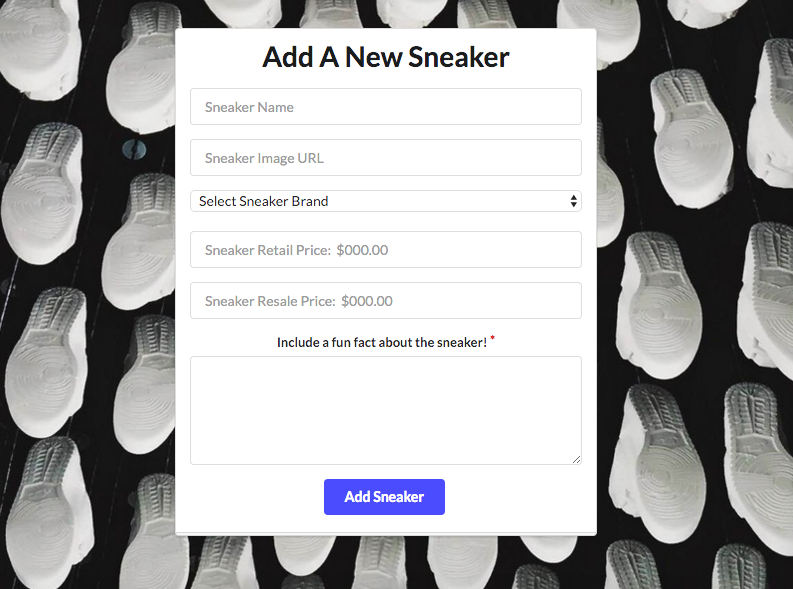 Add A New Sneaker
Sneaker Name
Sneaker Image URL
Select Sneaker Brand
Sneaker Retail Price: $000.00
Sneaker Resale Price: $000.00
Include a fun fact about the sneaker! *
Add Sneaker